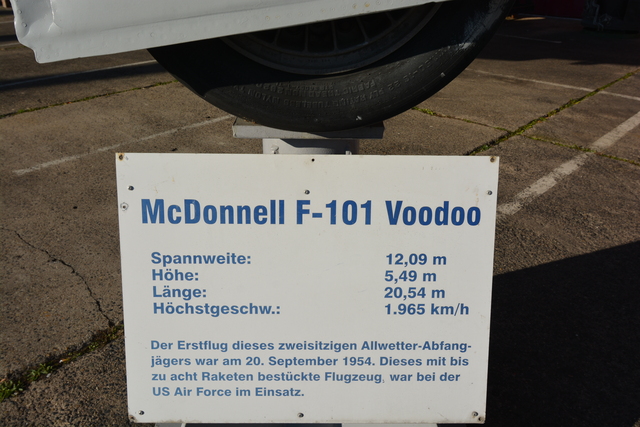 McDonnell F-101 Voodoo
Spannweite: 12,09 m
Höhe: 5,49 m
Länge: 20,54 m
Höchstgeschw.: 1.965 km/h
Der Erstflug dieses zweisitzigen Allwetter-Abfang-
jägers war am 20. September 1954. Dieses mit bis
zu acht Raketen bestückte Flugzeug, war bei der
US Air Force im Einsatz.